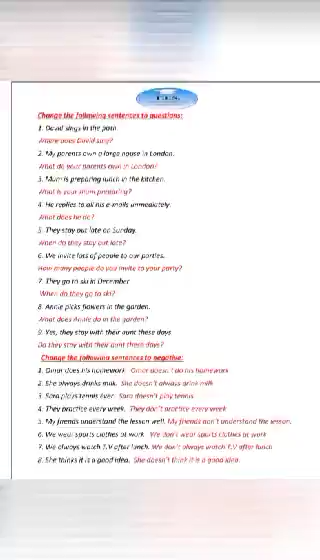 Change the following sentences to questions:
1. David sings in the path
Where does David sing?
2. My parents own a large house in London.
What do your parents own in London?
3. Mum is preparing lunch in the kitchen.
What is your mum preparing?
4. He replies to all his e-mails immediately.
What does he do?
5. They stay out late on Sunday.
When do they stay out late?
6. We invite lots of people to our parties.
How many people do you invite to your party?
7. They go to ski in December
When do they go to ski?
8. Annie picks flowers in the garden.
What does Annie do in the garden?
9. Yes, they stay with their aunt these days.
Do they stay with their aunt these days?
Change the following sentences to negative:
1. Omar does his homework. Omar doesn't do his homework
2. She always drinks milk. She doesn't always drink milk
3. Sara plays tennis ever. Sara doesn't play tennis
4. They practise every week. They don't practise every week
5. My friends understand the lesson well. My friends don't understand the lesson.
6. We wear sports clothes at work We don't wear sports clothes at work
7. We always watch T.V after lunch. We don't always watch T.V after lunch
8. She thinks it is a good idea. She doesn't think it is a good idea.